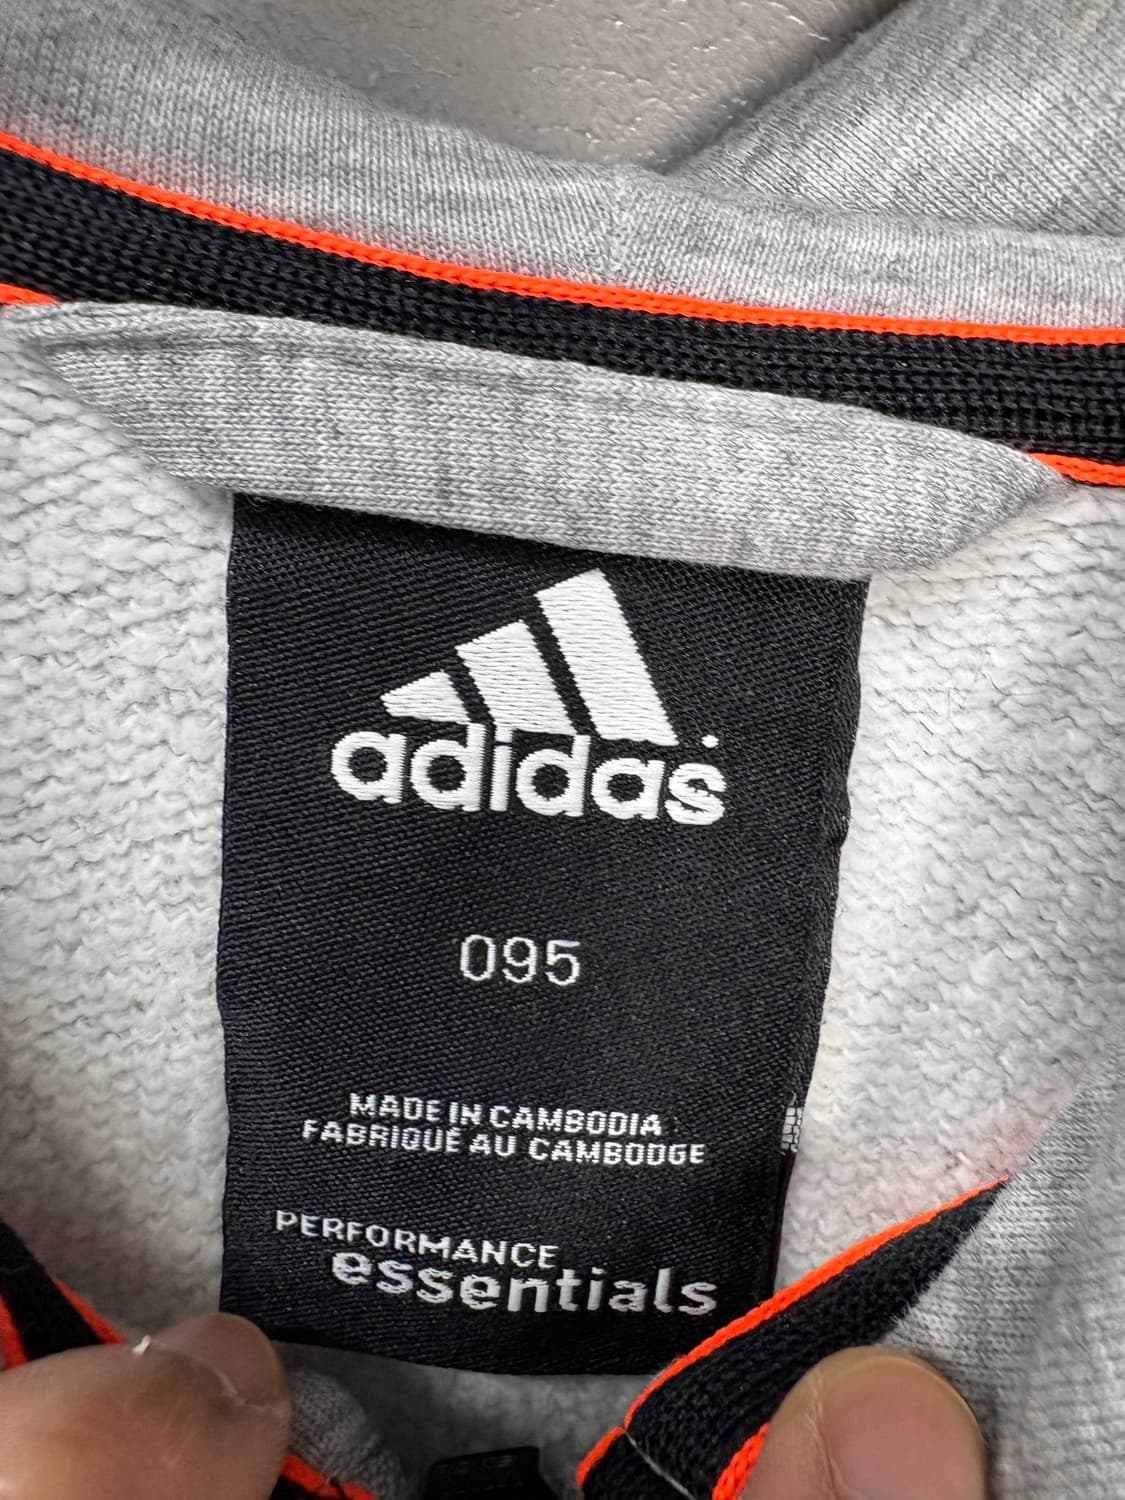 adidas
095
MADE IN CAMBODIA
FABRIQUÉ AU CAMBODGE
PERFORMANCE
essentials